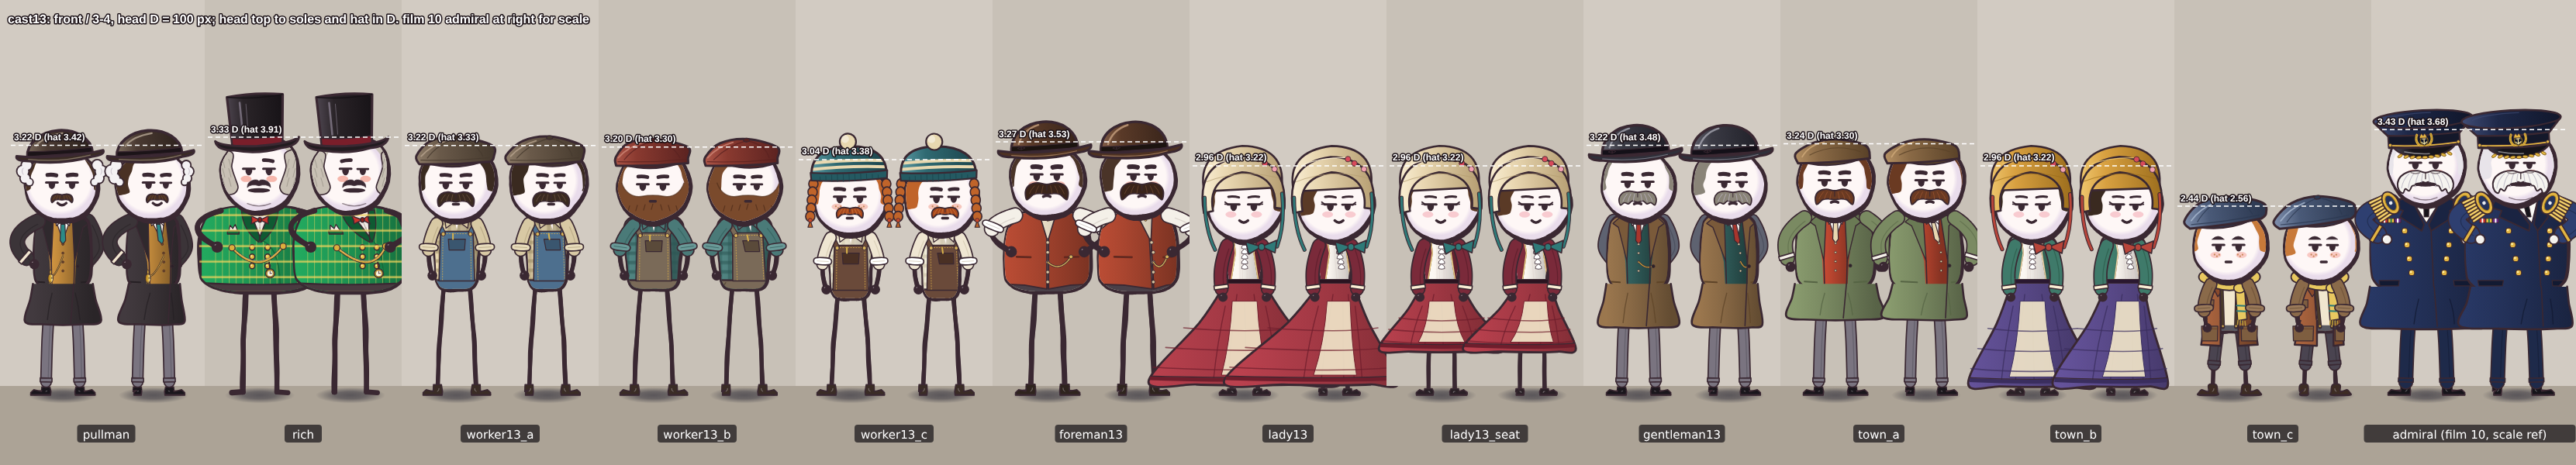 cast13: front / 3-4, head D = 100 px; head top to soles and hat in D. film 10 admiral at right for scale
3.22 D (hat 3.42)
3.33 D (hat 3.91)
3.22 D (hat 3.33)
3.20 D (hat 3.30)
3.04 D (hat 3.38)
3.27 D (hat 3.53)
2.96 D (hat 3.22)
2.96 D (hat 3.22)
3.22 D (hat 3.48)
3.24 D (hat 3.30)
2.96 D (hat 3.22)
2.44 D (hat 2.56)
3.43 D (hat 3.68)
pullman
rich
worker13_a
worker13_b
worker13_c
foreman13
lady13
lady13_seat
gentleman13
town_a
town_b
town_c
admiral (film 10, scale ref)